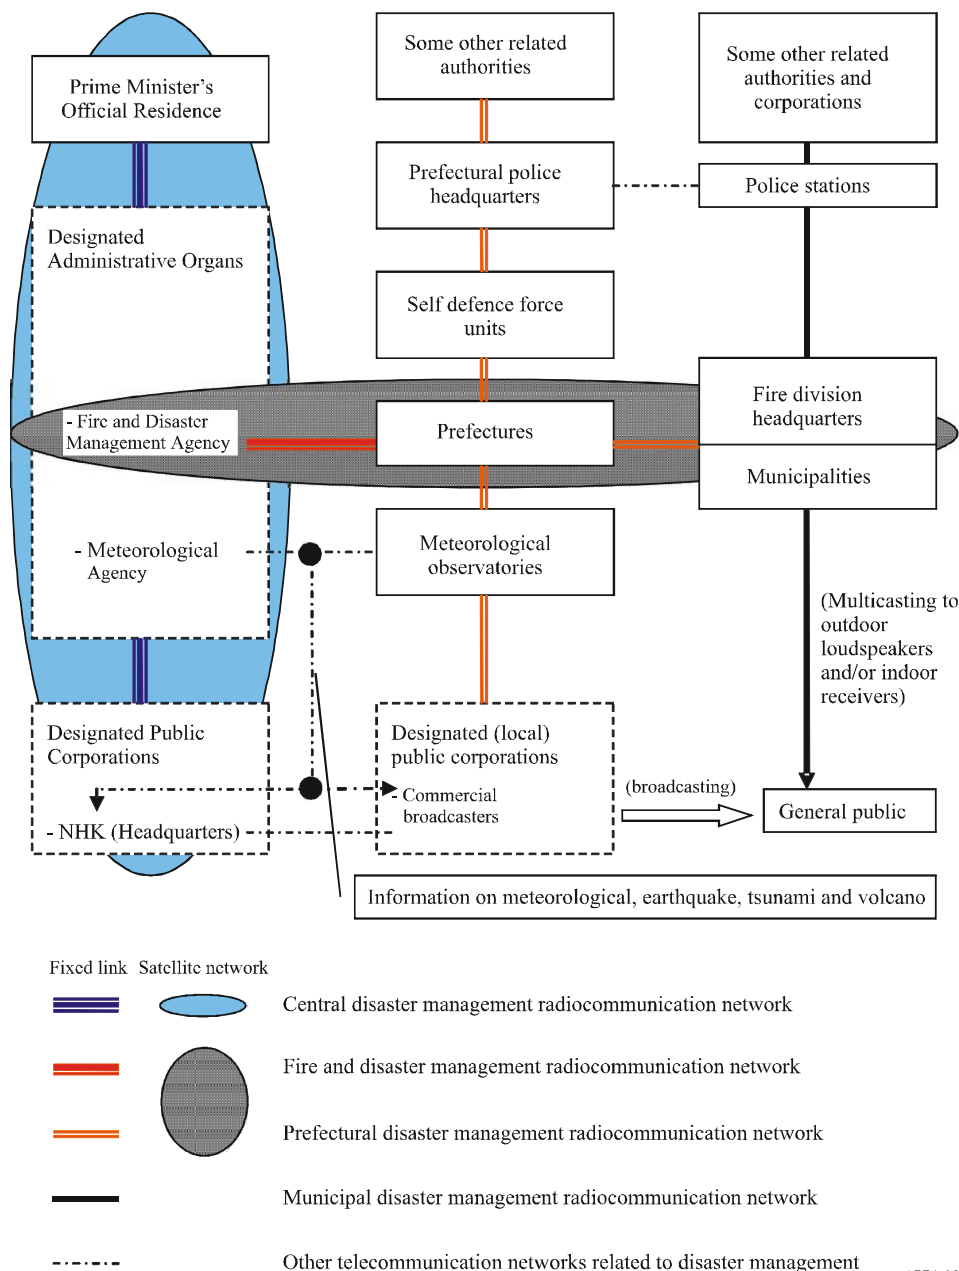 Prime Minister's
Official Residence
Some other related
authorities
Some other related
authorities and
corporations
Prefectural police
headquarters
Police stations
Designated
Administrative Organs
Self defence force
units
- Fire and Disaster
Management Agency
Prefectures
Fire division
headquarters
Municipalities
- Meteorological
Agency
Meteorological
observatories
(Multicasting to
outdoor
loudspeakers
and/or indoor
receivers)
Designated Public
Corporations
- NHK (Headquarters)
Designated (local)
public corporations
- Commercial
broadcasters
(broadcasting)
General public
Information on meteorological, earthquake, tsunami and volcano
Fixed link Satellite network
Central disaster management radiocommunication network
Fire and disaster management radiocommunication network
Prefectural disaster management radiocommunication network
Municipal disaster management radiocommunication network
Other telecommunication networks related to disaster management